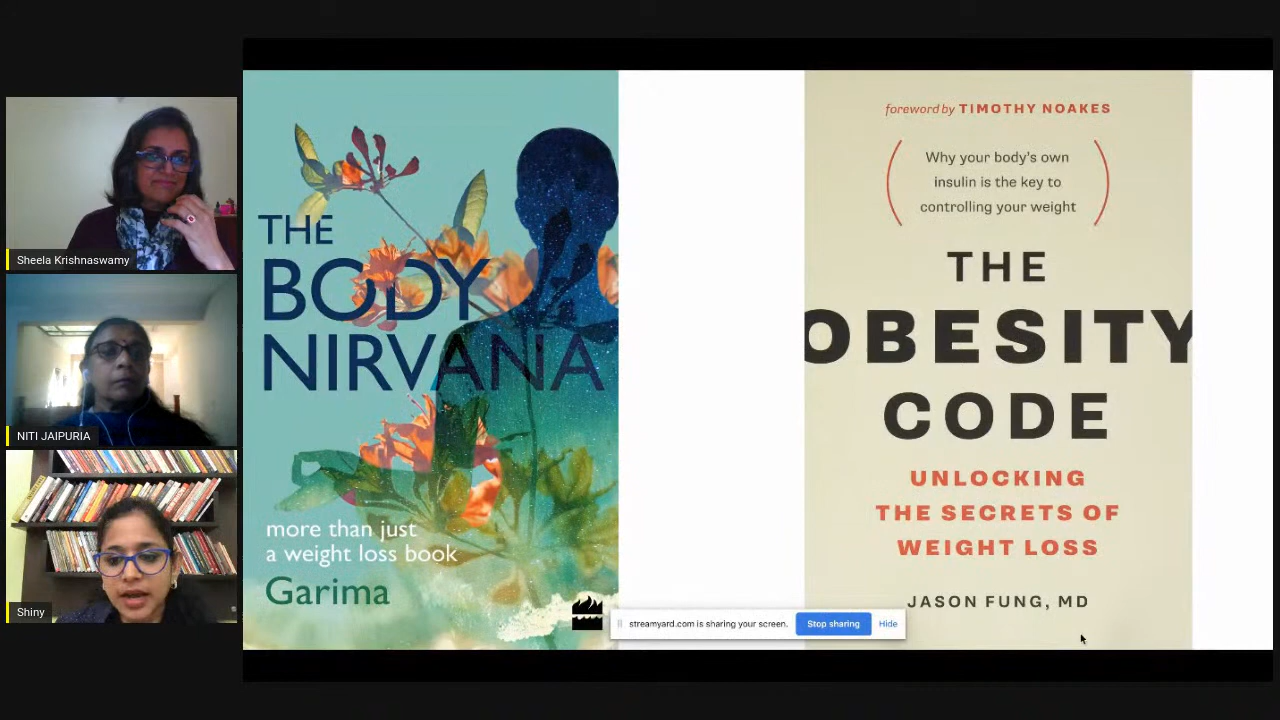 Sheela Krishnaswamy
NITI JAIPURIA
Shiny
THE
BODY
NIRVANA
more than just
a weight loss book
Garima
foreword by TIMOTHY NOAKES
Why your body's own
insulin is the key to
controlling your weight
THE
OBESITY
CODE
UNLOCKING
THE SECRETS OF
WEIGHT LOSS
JASON FUNG, MD
streamyard.com is sharing your screen. Stop sharing Hide